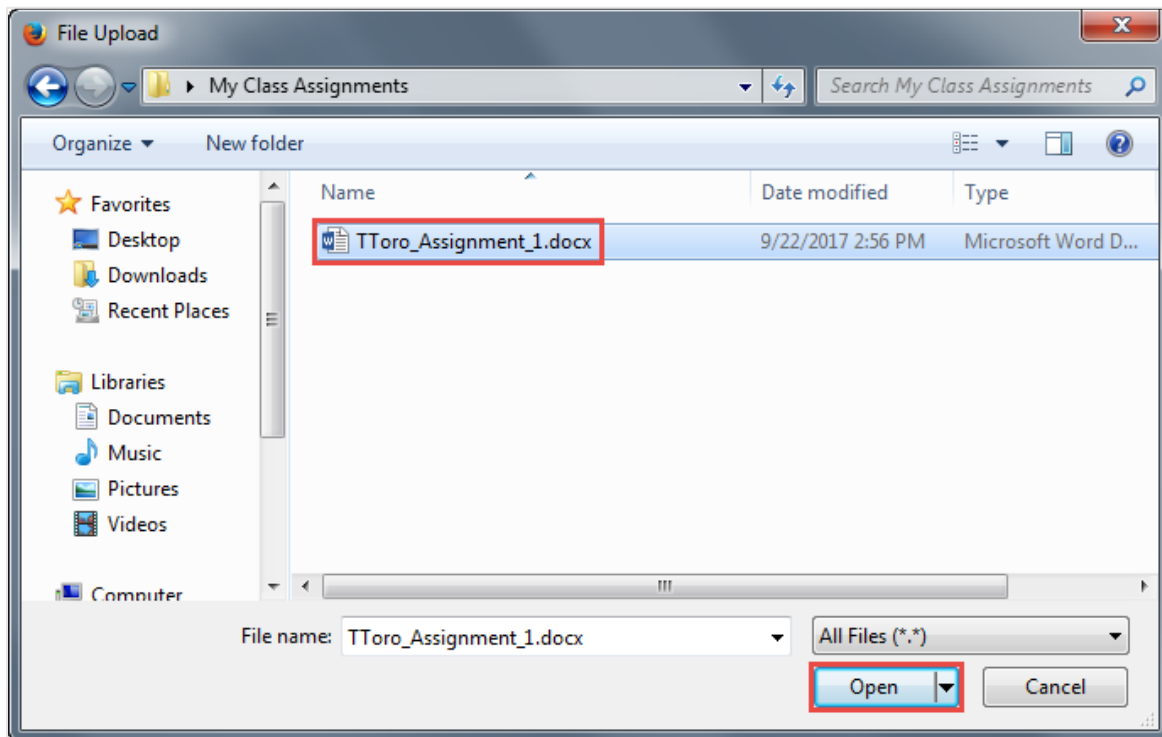 File Upload
My Class Assignments
Search My Class Assignments
Organize
New folder
Name
Date modified
Type
Favorites
Desktop
Downloads
Recent Places
Libraries
Documents
Music
Pictures
Videos
Computer
TToro_Assignment_1.docx
9/22/2017 2:56 PM
Microsoft Word D...
File name:
TToro_Assignment_1.docx
All Files (*.*)
Open
Cancel